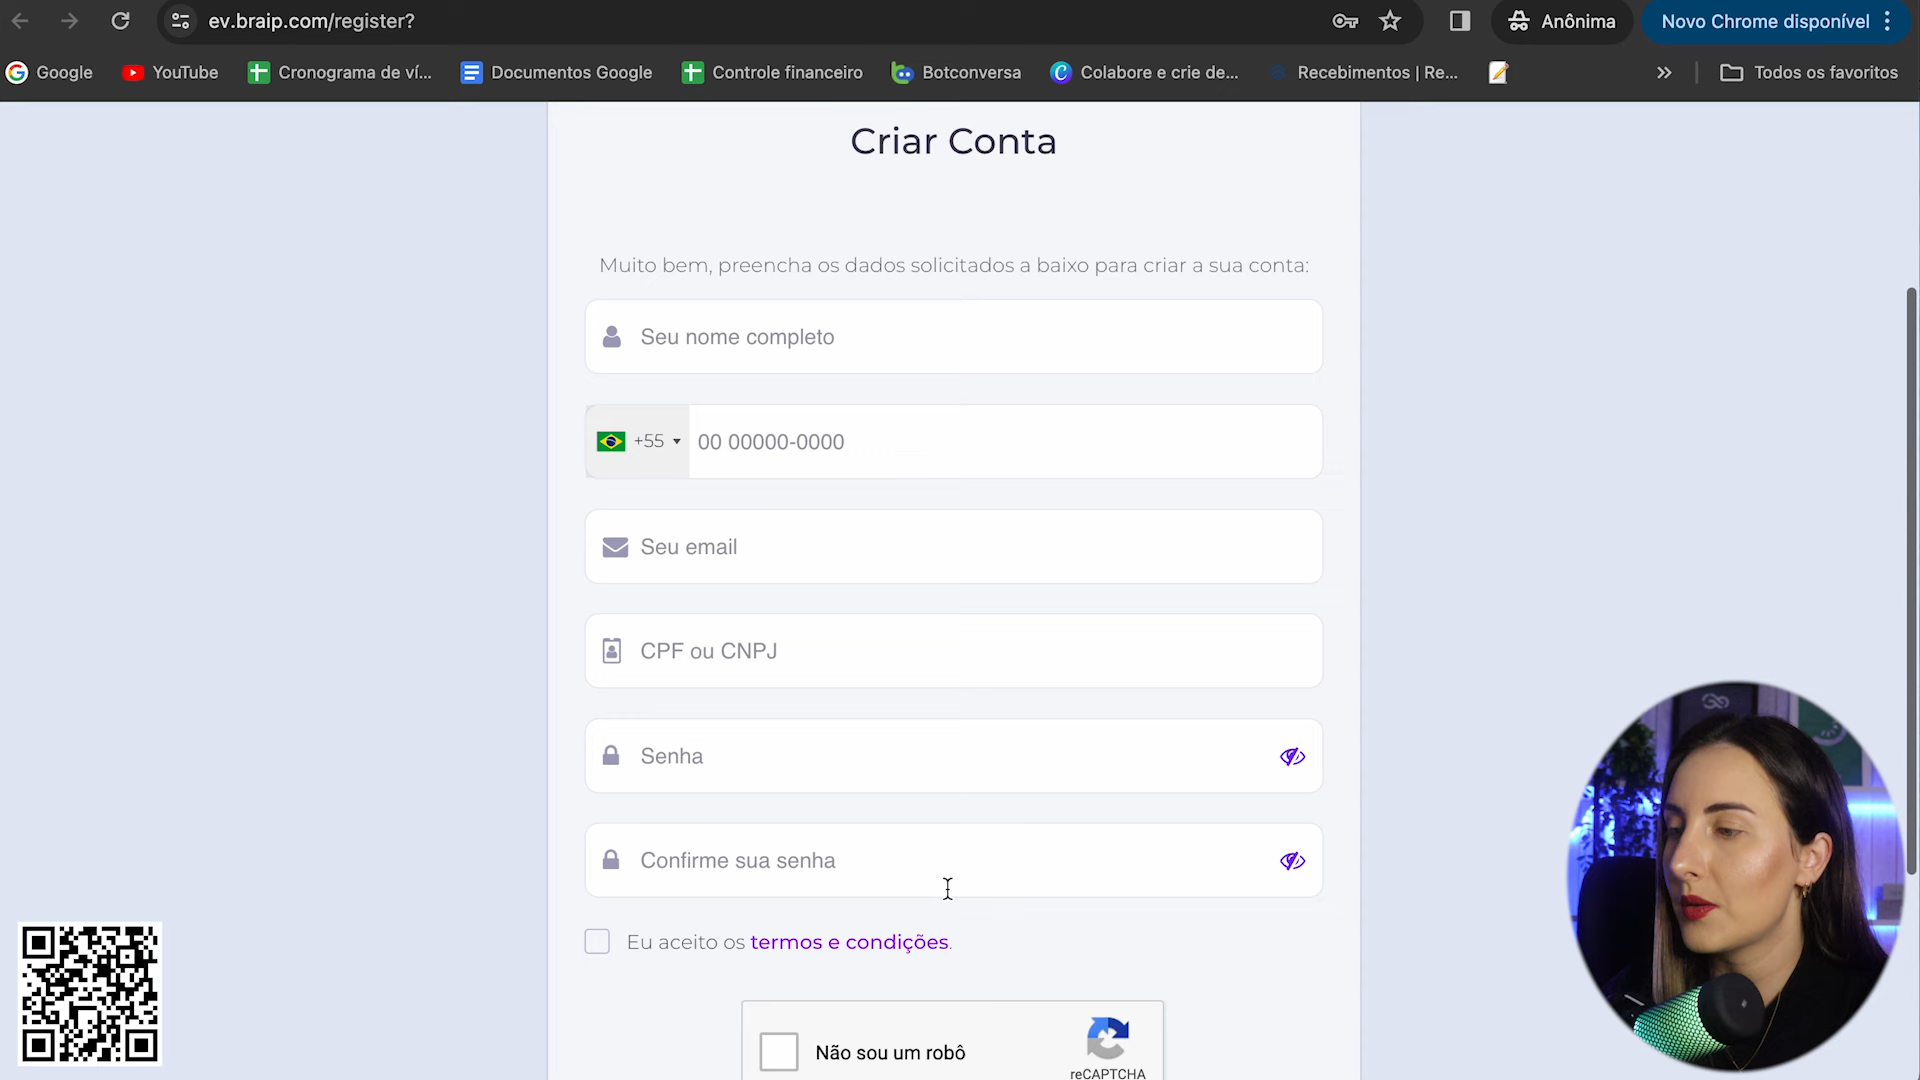 ev.braip.com/register?
Anônima
Novo Chrome disponível
Google
YouTube
Cronograma de ví...
Documentos Google
Controle financeiro
Botconversa
Colabore e crie de...
Recebimentos | Re...
Todos os favoritos
Criar Conta
Muito bem, preencha os dados solicitados a baixo para criar a sua conta:
Seu nome completo
+55
00 00000-0000
Seu email
CPF ou CNPJ
Senha
Confirme sua senha
Eu aceito os termos e condições.
Não sou um robô
reCAPTCHA